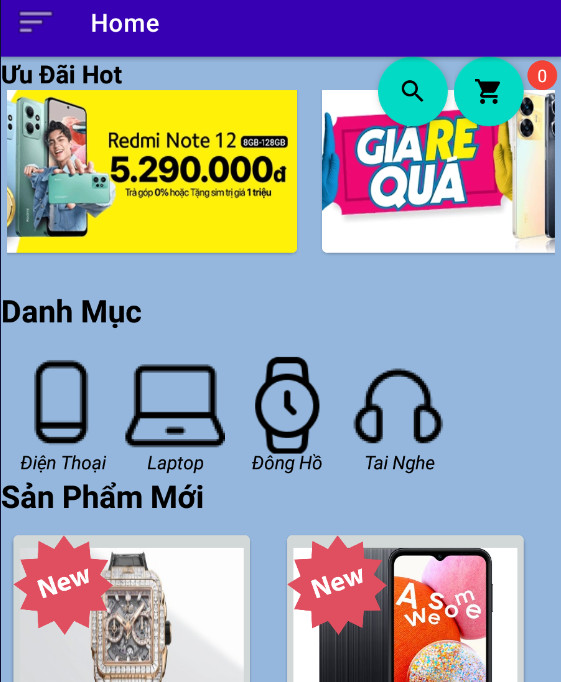 Home
Ưu Đãi Hot
0
Redmi Note 12 8GB-128GB
5.290.000đ
Trả góp 0% hoặc Tặng sim trị giá 1 triệu
GIÁ RẺ
QUÁ
Danh Mục
Điện Thoại
Laptop
Đông Hồ
Tai Nghe
Sản Phẩm Mới
New
New
Awesome